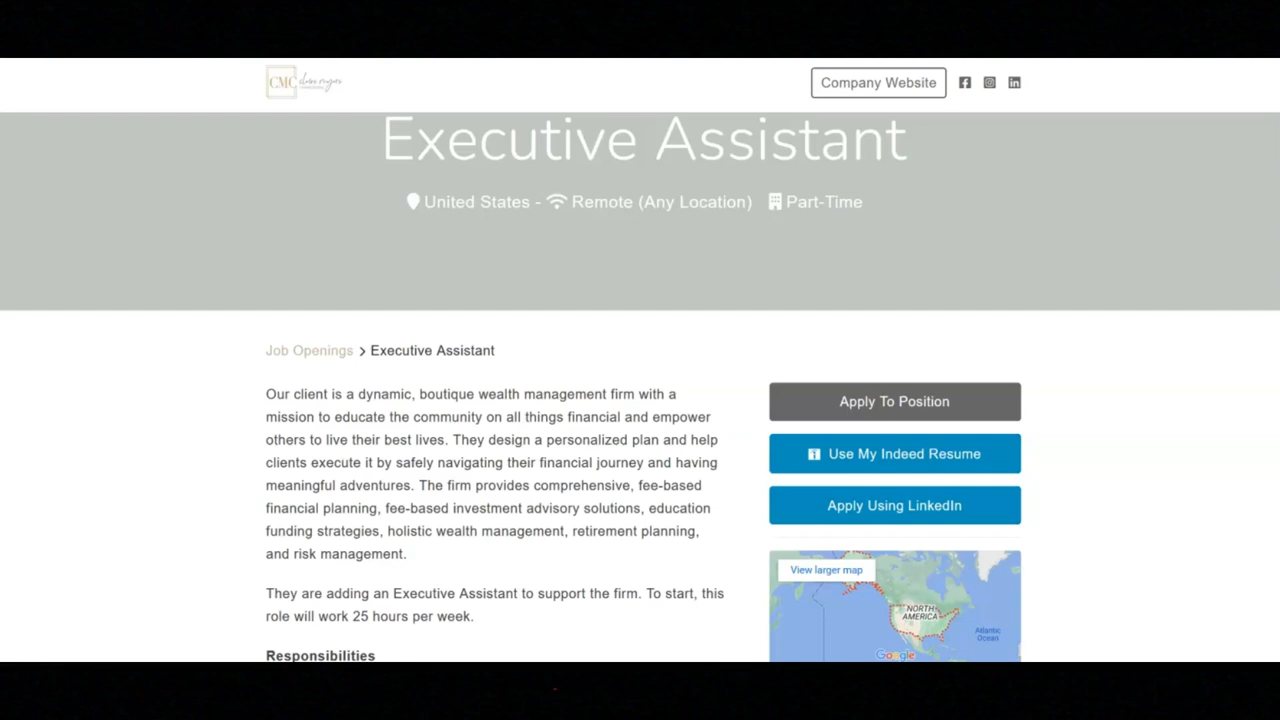 CMC
Company Website
Executive Assistant
United States - Remote (Any Location) Part-Time
Job Openings > Executive Assistant
Our client is a dynamic, boutique wealth management firm with a
mission to educate the community on all things financial and empower
others to live their best lives. They design a personalized plan and help
clients execute it by safely navigating their financial journey and having
meaningful adventures. The firm provides comprehensive, fee-based
financial planning, fee-based investment advisory solutions, education
funding strategies, holistic wealth management, retirement planning,
and risk management.
They are adding an Executive Assistant to support the firm. To start, this
role will work 25 hours per week.
Responsibilities
Apply To Position
Use My Indeed Resume
Apply Using LinkedIn
View larger map
NORTH
AMERICA
Atlantic
Ocean
Google